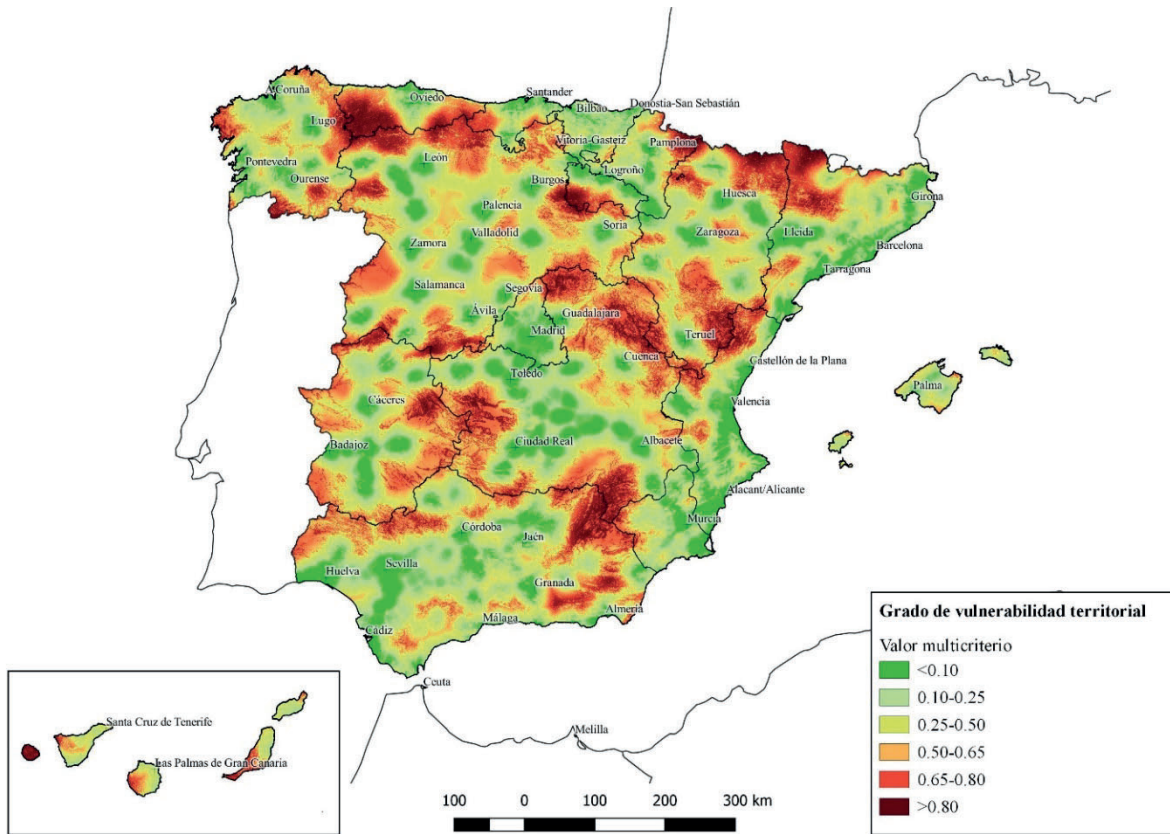 A Coruña
Oviedo
Santander
Bilbao
Donostia-San Sebastián
Lugo
Vitoria-Gasteiz
Pamplona
León
Pontevedra
Logroño
Ourense
Burgos
Huesca
Girona
Palencia
Soria
Valladolid
Zaragoza
Lleida
Zamora
Barcelona
Tarragona
Salamanca
Segovia
Ávila
Guadalajara
Madrid
Teruel
Cuenca
Castellón de la Plana
Toledo
Palma
Cáceres
Valencia
Badajoz
Ciudad Real
Albacete
Alacant/Alicante
Murcia
Córdoba
Jaén
Huelva
Sevilla
Granada
Almería
Málaga
Cádiz
Ceuta
Melilla
Santa Cruz de Tenerife
Las Palmas de Gran Canaria
Grado de vulnerabilidad territorial
Valor multicriterio
<0.10
0.10-0.25
0.25-0.50
0.50-0.65
0.65-0.80
>0.80
100 0 100 200 300 km